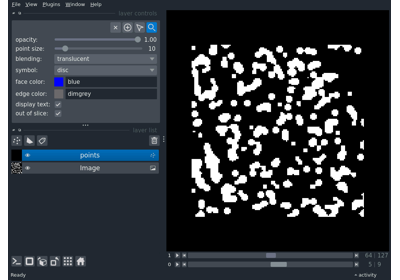 File View Plugins Window Help
layer controls
opacity: 1.00
point size: 10
blending: translucent
symbol: disc
face color: blue
edge color: dimgrey
display text:
out of slice:
layer list
points
Image
1 64 127
0 5 9
activity